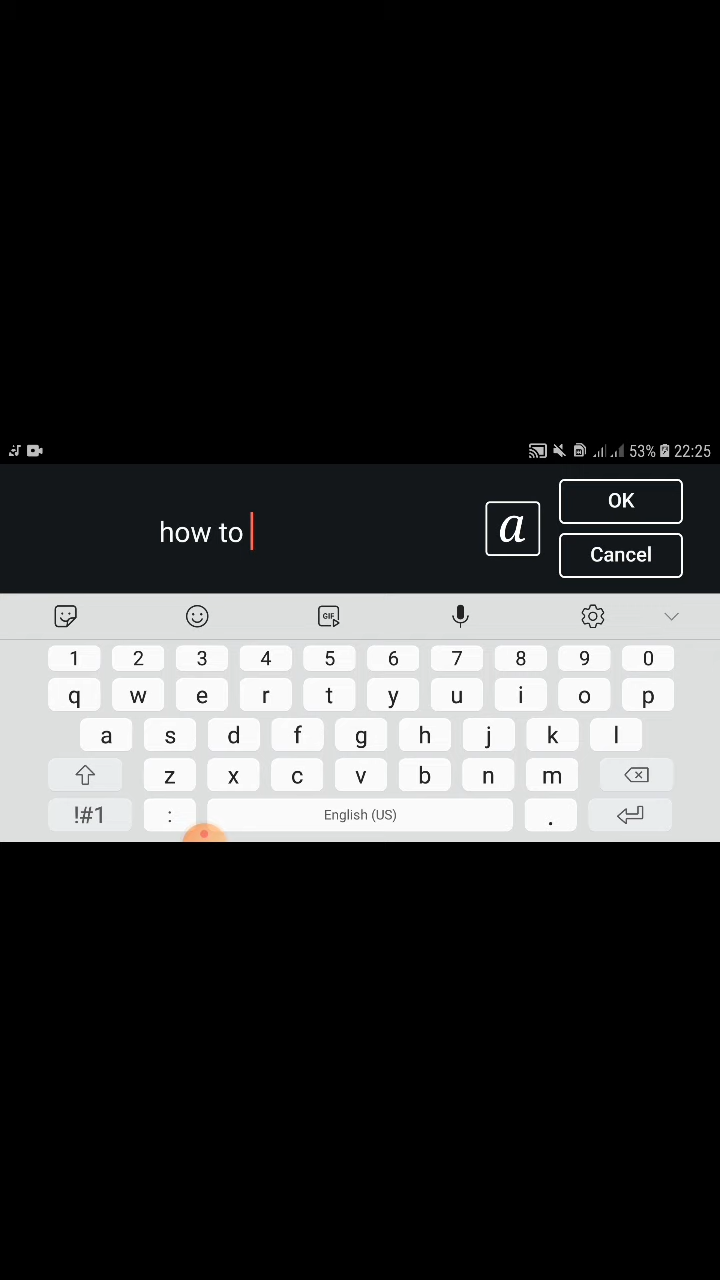 53% 22:25
how to
a
OK
Cancel
GIF
1 2 3 4 5 6 7 8 9 0
q w e r t y u i o p
a s d f g h j k l
z x c v b n m
!#1 : English (US) .